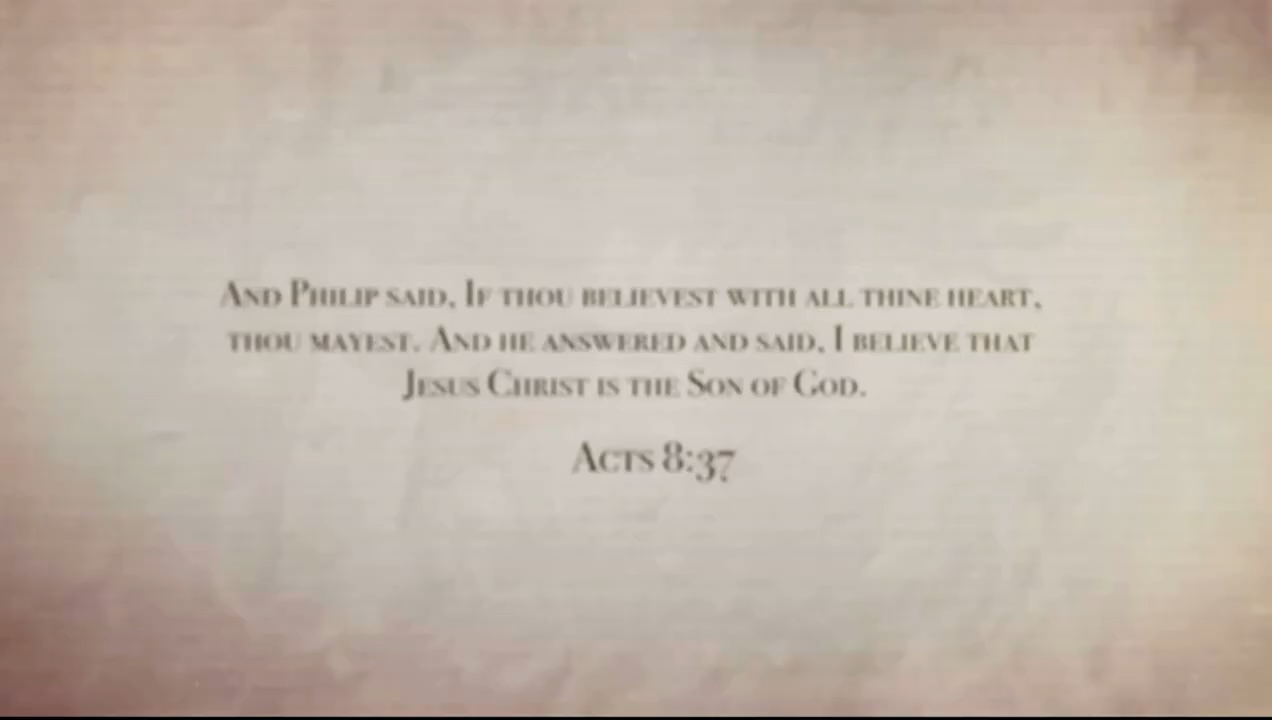 And Philip said, If thou believest with all thine heart,
thou mayest. And he answered and said, I believe that
Jesus Christ is the Son of God.
Acts 8:37